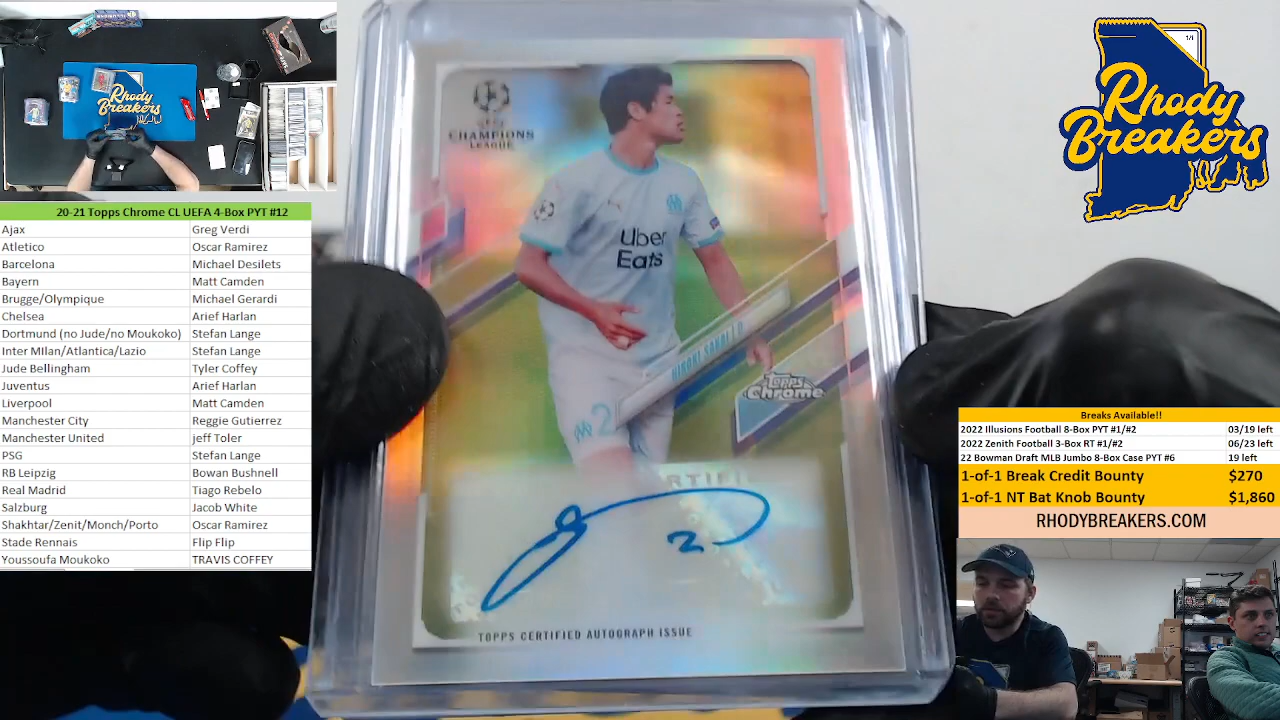 Rhody
Breakers
20-21 Topps Chrome CL UEFA 4-Box PYT #12
Ajax Greg Verdi
Atletico Oscar Ramirez
Barcelona Michael Desilets
Bayern Matt Camden
Brugge/Olympique Michael Gerardi
Chelsea Arief Harlan
Dortmund (no Jude/no Moukoko) Stefan Lange
Inter MIlan/Atlantica/Lazio Stefan Lange
Jude Bellingham Tyler Coffey
Juventus Arief Harlan
Liverpool Matt Camden
Manchester City Reggie Gutierrez
Manchester United jeff Toler
PSG Stefan Lange
RB Leipzig Bowan Bushnell
Real Madrid Tiago Rebelo
Salzburg Jacob White
Shakhtar/Zenit/Monch/Porto Oscar Ramirez
Stade Rennais Flip Flip
Youssoufa Moukoko TRAVIS COFFEY
CHAMPIONS
LEAGUE
Uber
Eats
HIROKI SAKAI
Topps
Chrome
2
2
TOPPS CERTIFIED AUTOGRAPH ISSUE
1/1
Rhody
Breakers
Breaks Available!!
2022 Illusions Football 8-Box PYT #1/#2 03/19 left
2022 Zenith Football 3-Box RT #1/#2 06/23 left
22 Bowman Draft MLB Jumbo 8-Box Case PYT #6 19 left
1-of-1 Break Credit Bounty $270
1-of-1 NT Bat Knob Bounty $1,860
RHODYBREAKERS.COM